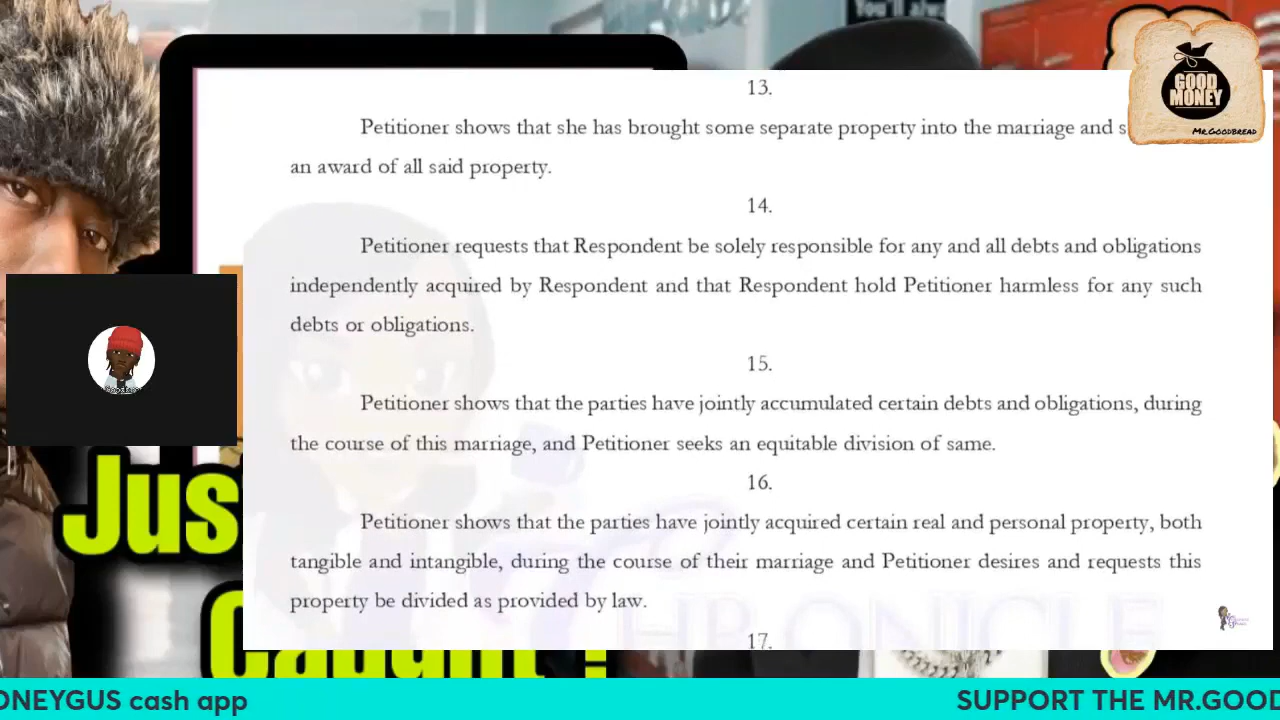 You'll alw
GOOD
MONEY
Mr.GoodBread
13.
Petitioner shows that she has brought some separate property into the marriage and s
an award of all said property.
14.
Petitioner requests that Respondent be solely responsible for any and all debts and obligations
independently acquired by Respondent and that Respondent hold Petitioner harmless for any such
debts or obligations.
15.
Petitioner shows that the parties have jointly accumulated certain debts and obligations, during
the course of this marriage, and Petitioner seeks an equitable division of same.
16.
Petitioner shows that the parties have jointly acquired certain real and personal property, both
tangible and intangible, during the course of their marriage and Petitioner desires and requests this
property be divided as provided by law.
CHRONICLE
17.
Jus
Caught !
ONEYGUS cash app
SUPPORT THE MR.GOOD